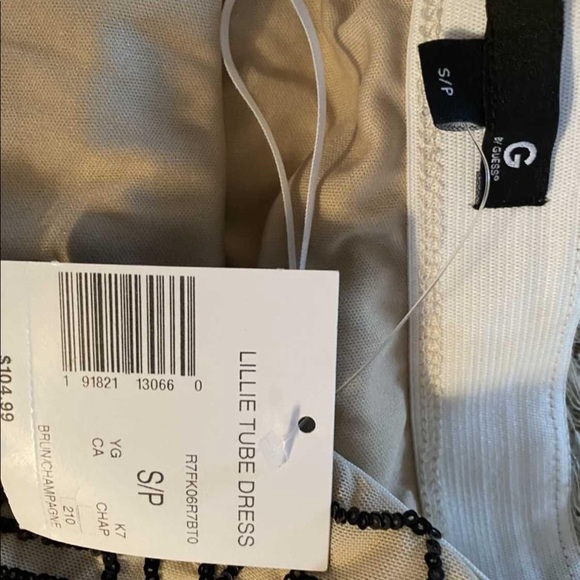 S/P
G
BY GUESS®
LILLIE TUBE DRESS
R7FK06R7BT0
S/P
YG K7
CA CHAP
1 91821 13066 0
BRUN/CHAMPAGNE 210
$104.99